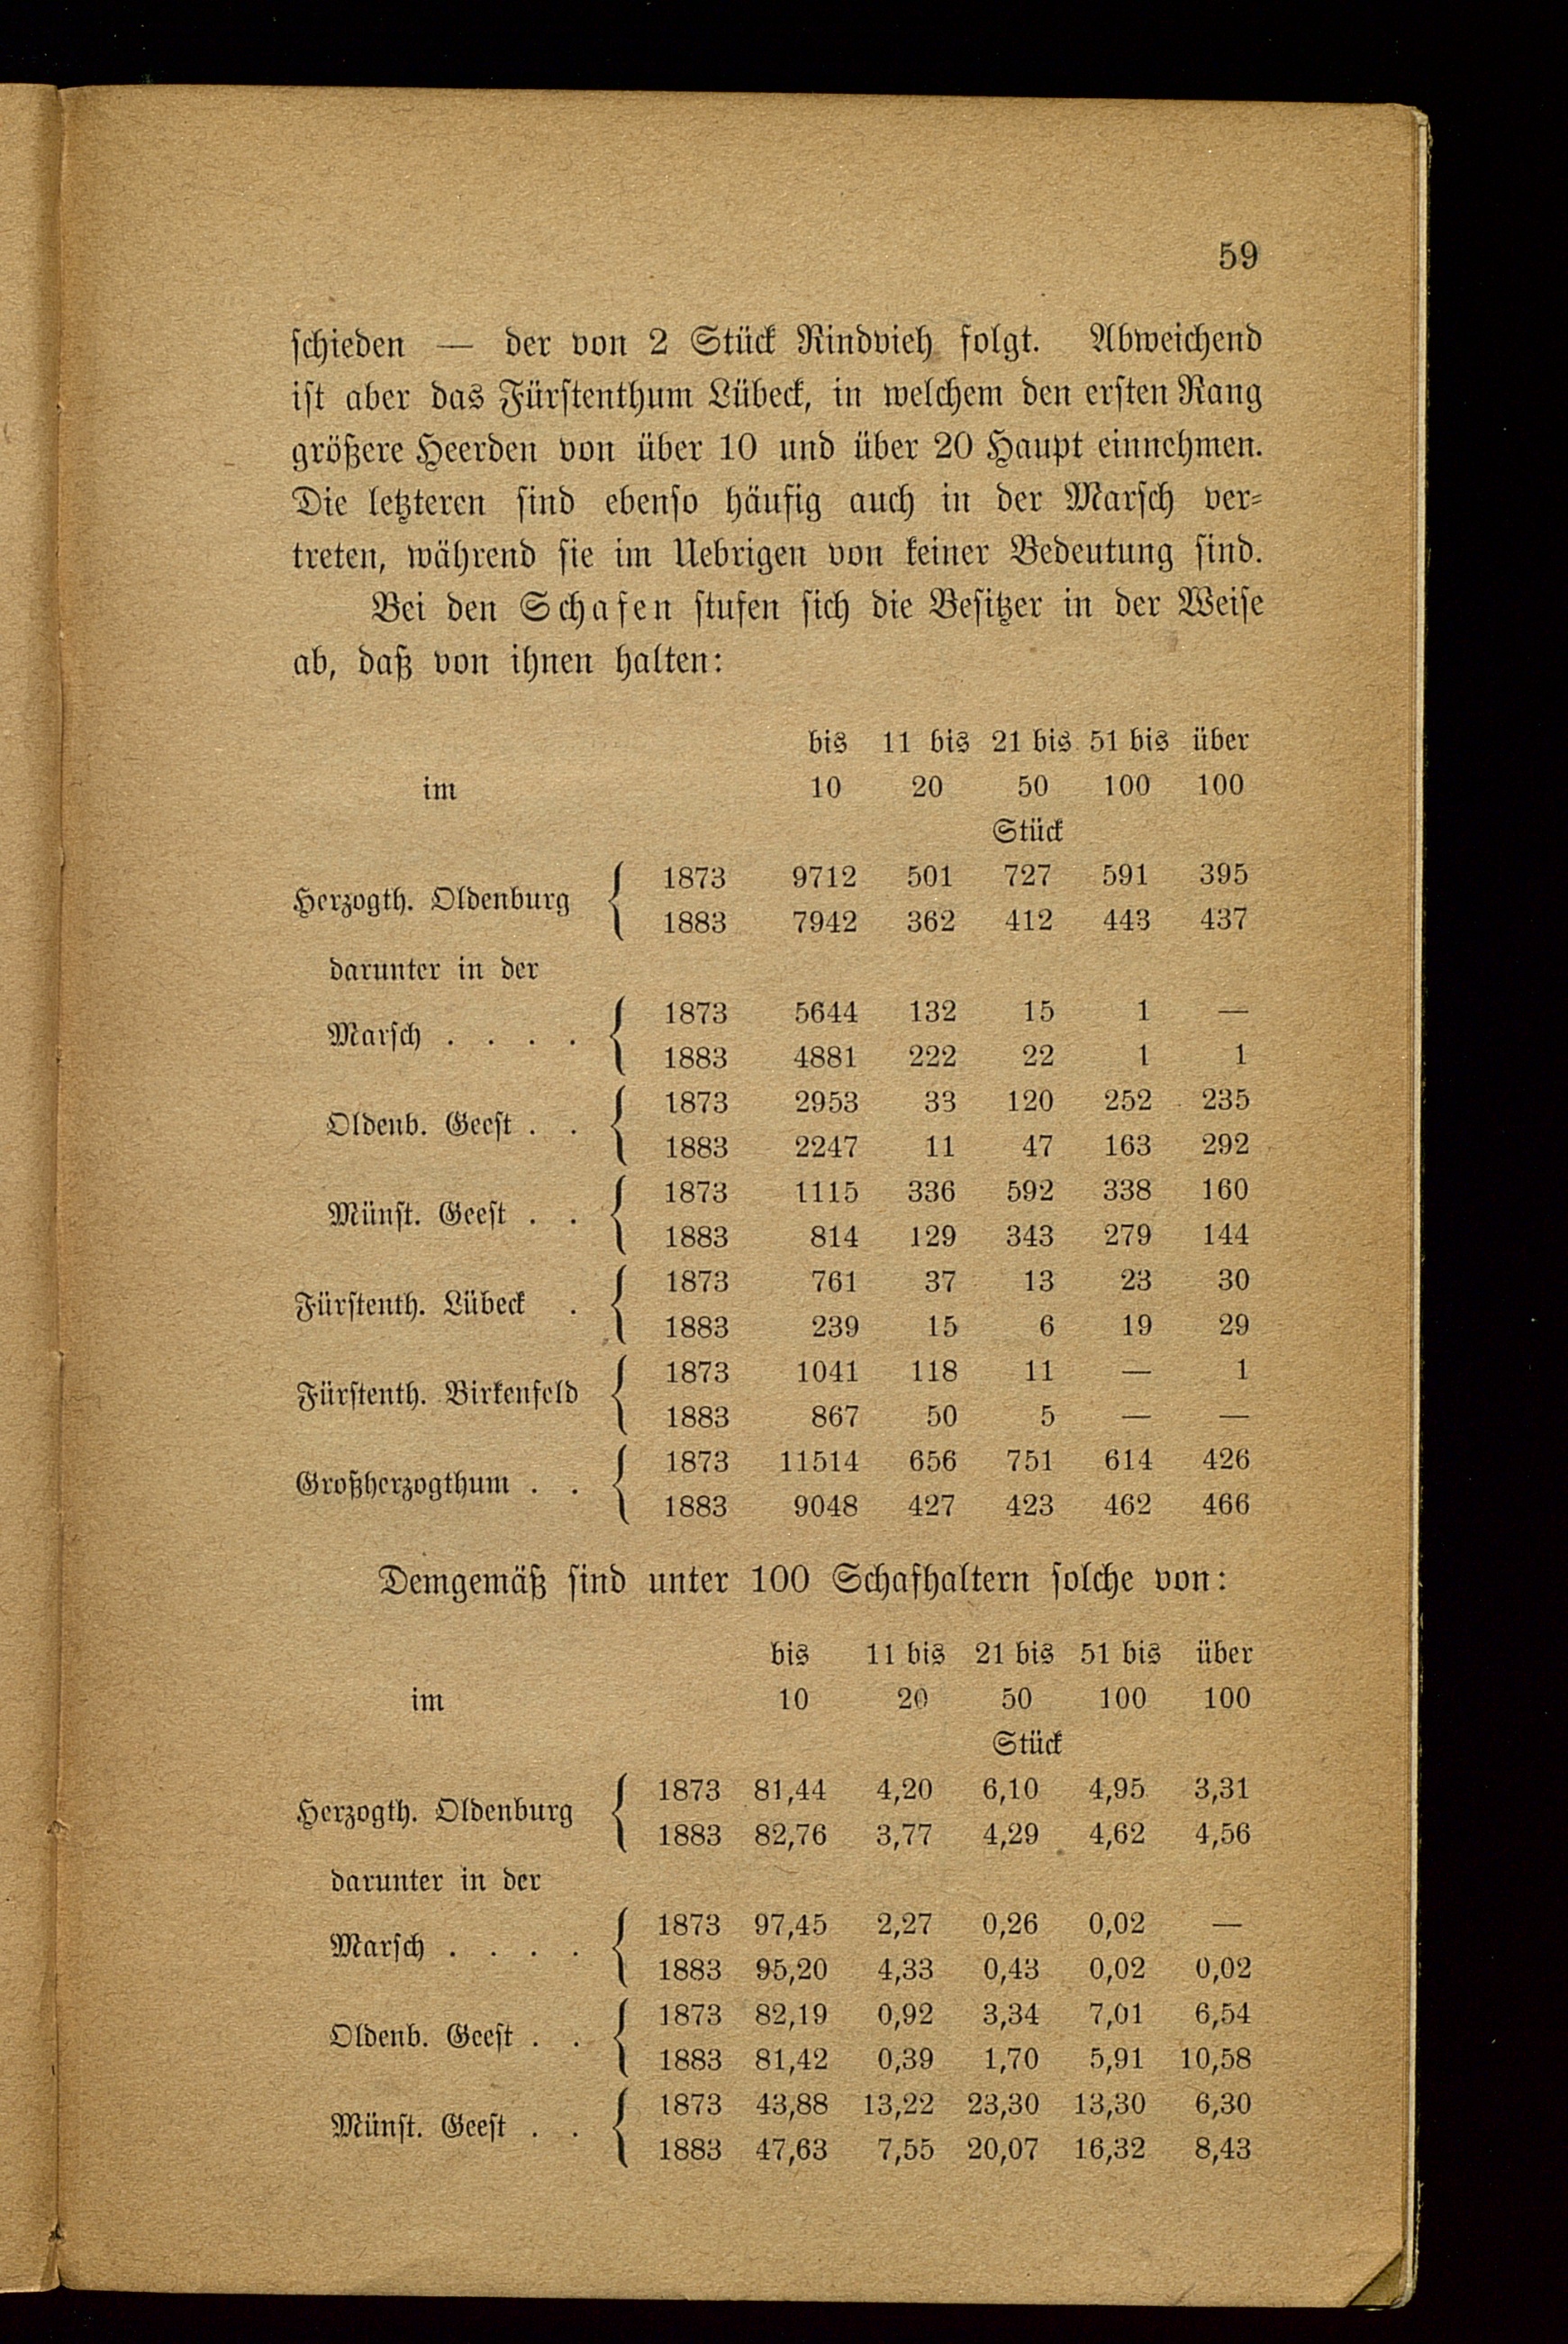 59
schieden — der von 2 Stück Rindvieh folgt. Abweichend
ist aber das Fürstenthum Lübeck, in welchem den ersten Rang
größere Heerden von über 10 und über 20 Haupt einnehmen.
Die letzteren sind ebenso häufig auch in der Marsch ver-
treten, während sie im Uebrigen von keiner Bedeutung sind.
Bei den Schafen stufen sich die Besitzer in der Weise
ab, daß von ihnen halten:
bis 11 bis 21 bis 51 bis über
im 10 20 50 100 100
Stück
Herzogth. Oldenburg { 1873 9712 501 727 591 395
1883 7942 362 412 443 437
darunter in der
Marsch . . . . { 1873 5644 132 15 1 —
1883 4881 222 22 1 1
Oldenb. Geest . . { 1873 2953 33 120 252 235
1883 2247 11 47 163 292
Münst. Geest . . { 1873 1115 336 592 338 160
1883 814 129 343 279 144
Fürstenth. Lübeck . { 1873 761 37 13 23 30
1883 239 15 6 19 29
Fürstenth. Birkenfeld { 1873 1041 118 11 — 1
1883 867 50 5 — —
Großherzogthum . . { 1873 11514 656 751 614 426
1883 9048 427 423 462 466
Demgemäß sind unter 100 Schafhaltern solche von:
bis 11 bis 21 bis 51 bis über
im 10 20 50 100 100
Stück
Herzogth. Oldenburg { 1873 81,44 4,20 6,10 4,95 3,31
1883 82,76 3,77 4,29 4,62 4,56
darunter in der
Marsch . . . . { 1873 97,45 2,27 0,26 0,02 —
1883 95,20 4,33 0,43 0,02 0,02
Oldenb. Geest . . { 1873 82,19 0,92 3,34 7,01 6,54
1883 81,42 0,39 1,70 5,91 10,58
Münst. Geest . . { 1873 43,88 13,22 23,30 13,30 6,30
1883 47,63 7,55 20,07 16,32 8,43